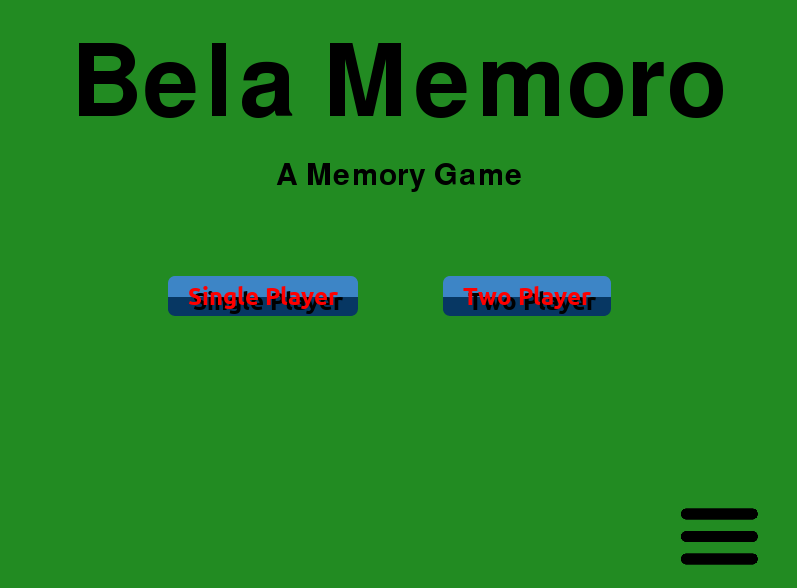 Bela Memoro
A Memory Game
Single Player
Two Player